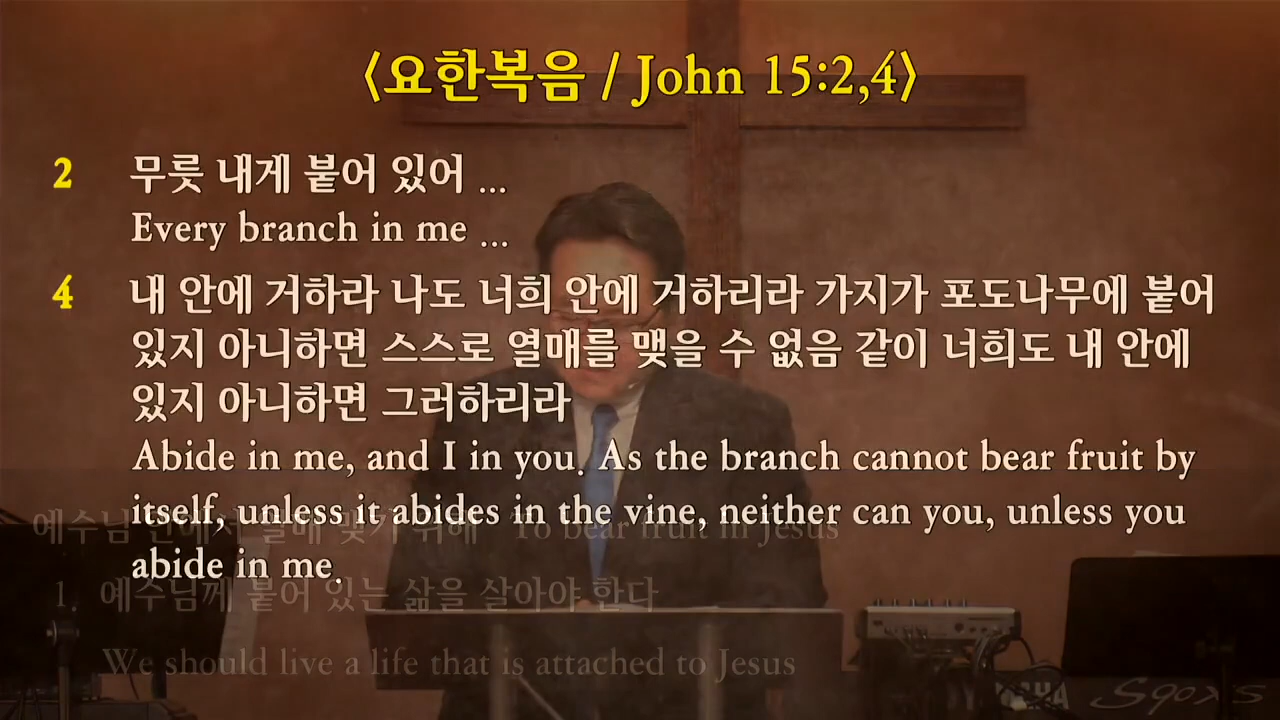 〈요한복음 / John 15:2,4〉
2 무릇 내게 붙어 있어 ...
Every branch in me ...
4 내 안에 거하라 나도 너희 안에 거하리라 가지가 포도나무에 붙어
있지 아니하면 스스로 열매를 맺을 수 없음 같이 너희도 내 안에
있지 아니하면 그러하리라
Abide in me, and I in you. As the branch cannot bear fruit by
itself, unless it abides in the vine, neither can you, unless you
abide in me.
예수님 안에서 열매 맺기 위해 To bear fruit in Jesus
1. 예수님께 붙어 있는 삶을 살아야 한다
We should live a life that is attached to Jesus
S90XS